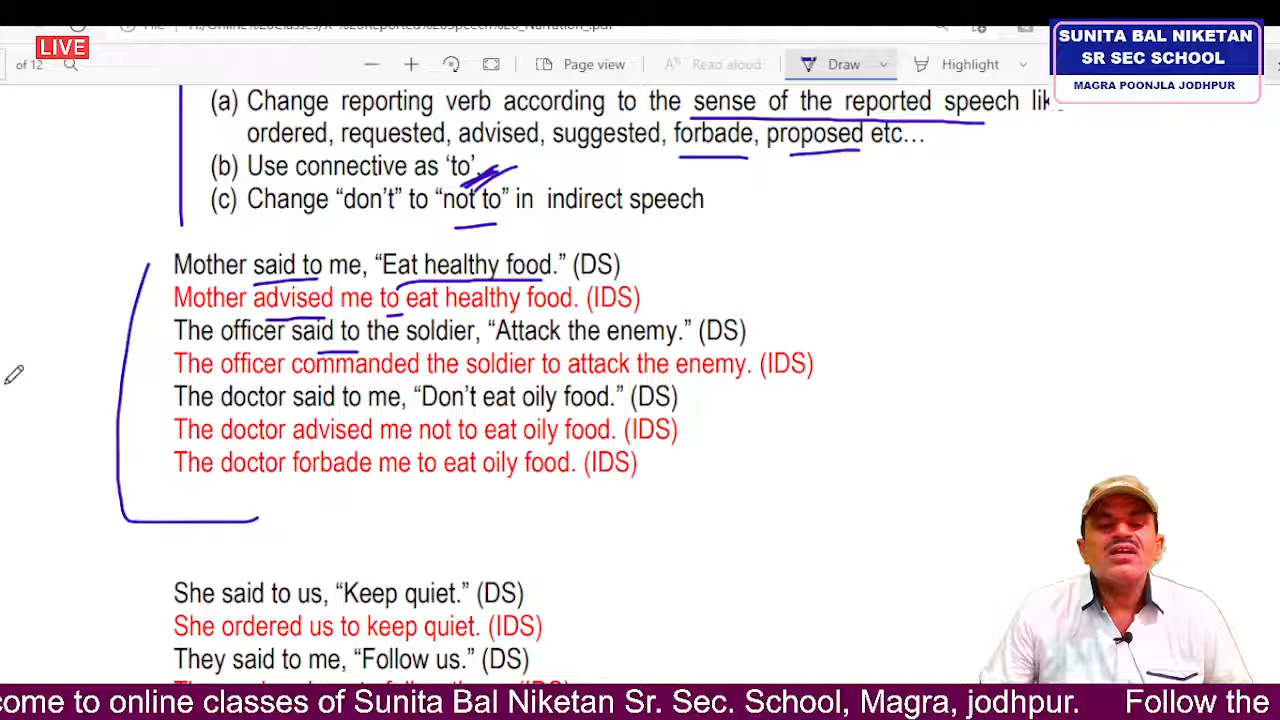 LIVE
of 12
Page view
Read aloud
Draw
Highlight
SUNITA BAL NIKETAN
SR SEC SCHOOL
MAGRA POONJLA JODHPUR
(a) Change reporting verb according to the sense of the reported speech
ordered, requested, advised, suggested, forbade, proposed etc…
(b) Use connective as ‘to’.
(c) Change “don’t” to “not to” in indirect speech
Mother said to me, “Eat healthy food.” (DS)
Mother advised me to eat healthy food. (IDS)
The officer said to the soldier, “Attack the enemy.” (DS)
The officer commanded the soldier to attack the enemy. (IDS)
The doctor said to me, “Don’t eat oily food.” (DS)
The doctor advised me not to eat oily food. (IDS)
The doctor forbade me to eat oily food. (IDS)
She said to us, “Keep quiet.” (DS)
She ordered us to keep quiet. (IDS)
They said to me, “Follow us.” (DS)
come to online classes of Sunita Bal Niketan Sr. Sec. School, Magra, jodhpur. Follow the